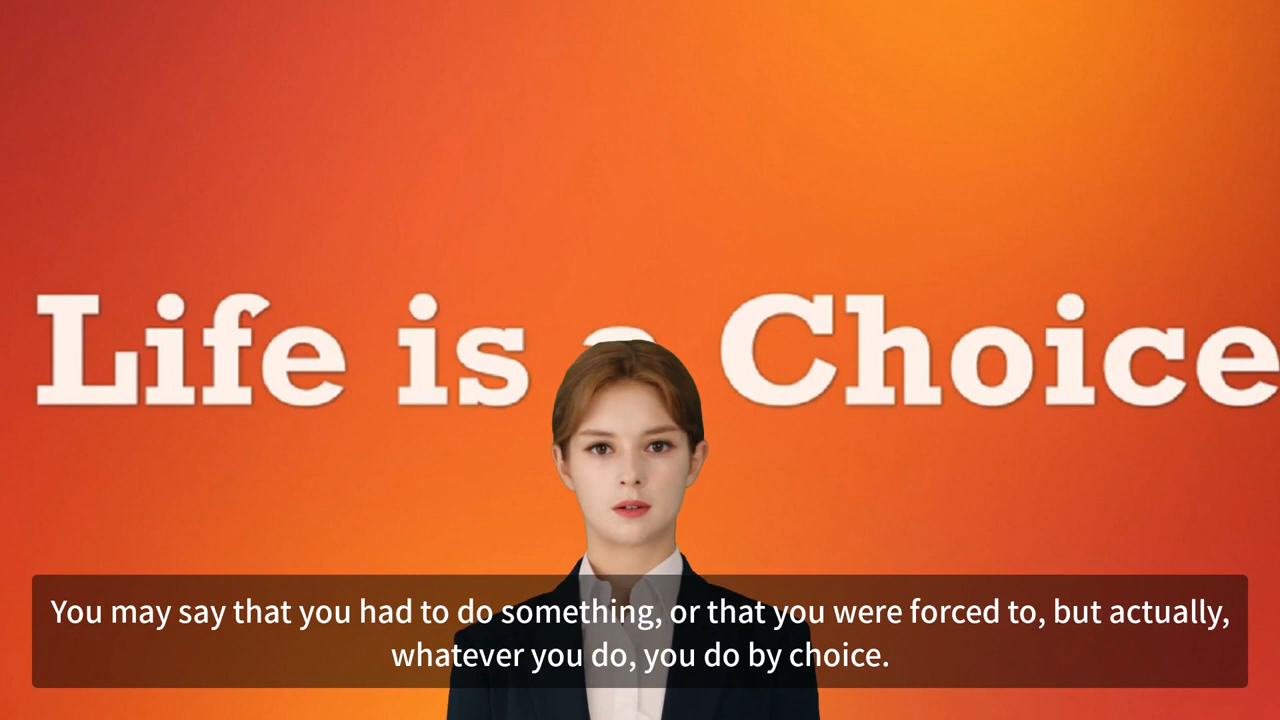 Life is a Choice
You may say that you had to do something, or that you were forced to, but actually,
whatever you do, you do by choice.